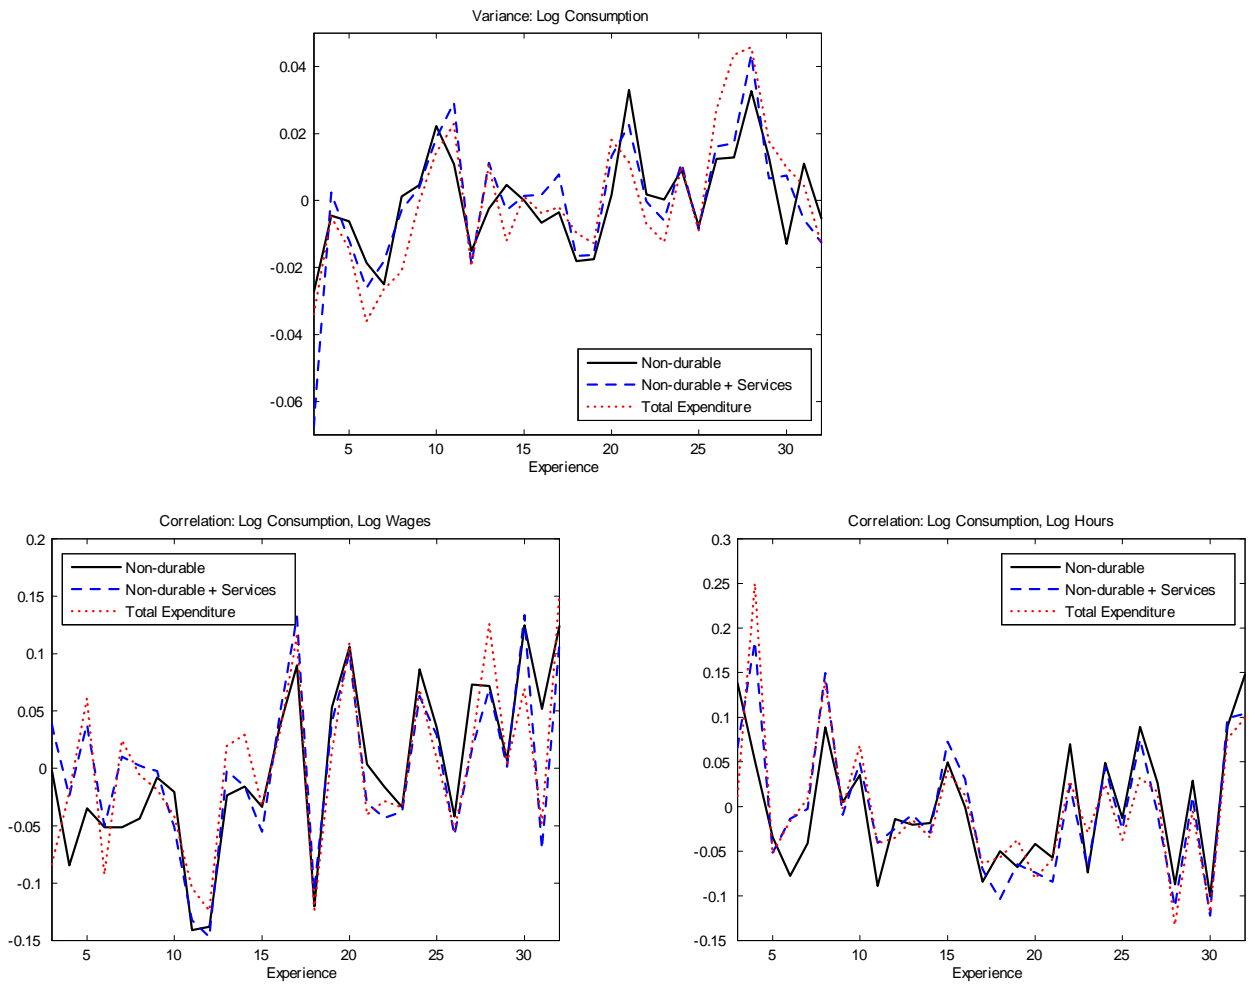 Variance: Log Consumption
0.04
0.02
0
-0.02
-0.04
-0.06
Non-durable
Non-durable + Services
Total Expenditure
5 10 15 20 25 30
Experience
Correlation: Log Consumption, Log Wages
0.2
0.15
0.1
0.05
0
-0.05
-0.1
-0.15
Non-durable
Non-durable + Services
Total Expenditure
5 10 15 20 25 30
Experience
Correlation: Log Consumption, Log Hours
0.3
0.25
0.2
0.15
0.1
0.05
0
-0.05
-0.1
-0.15
Non-durable
Non-durable + Services
Total Expenditure
5 10 15 20 25 30
Experience